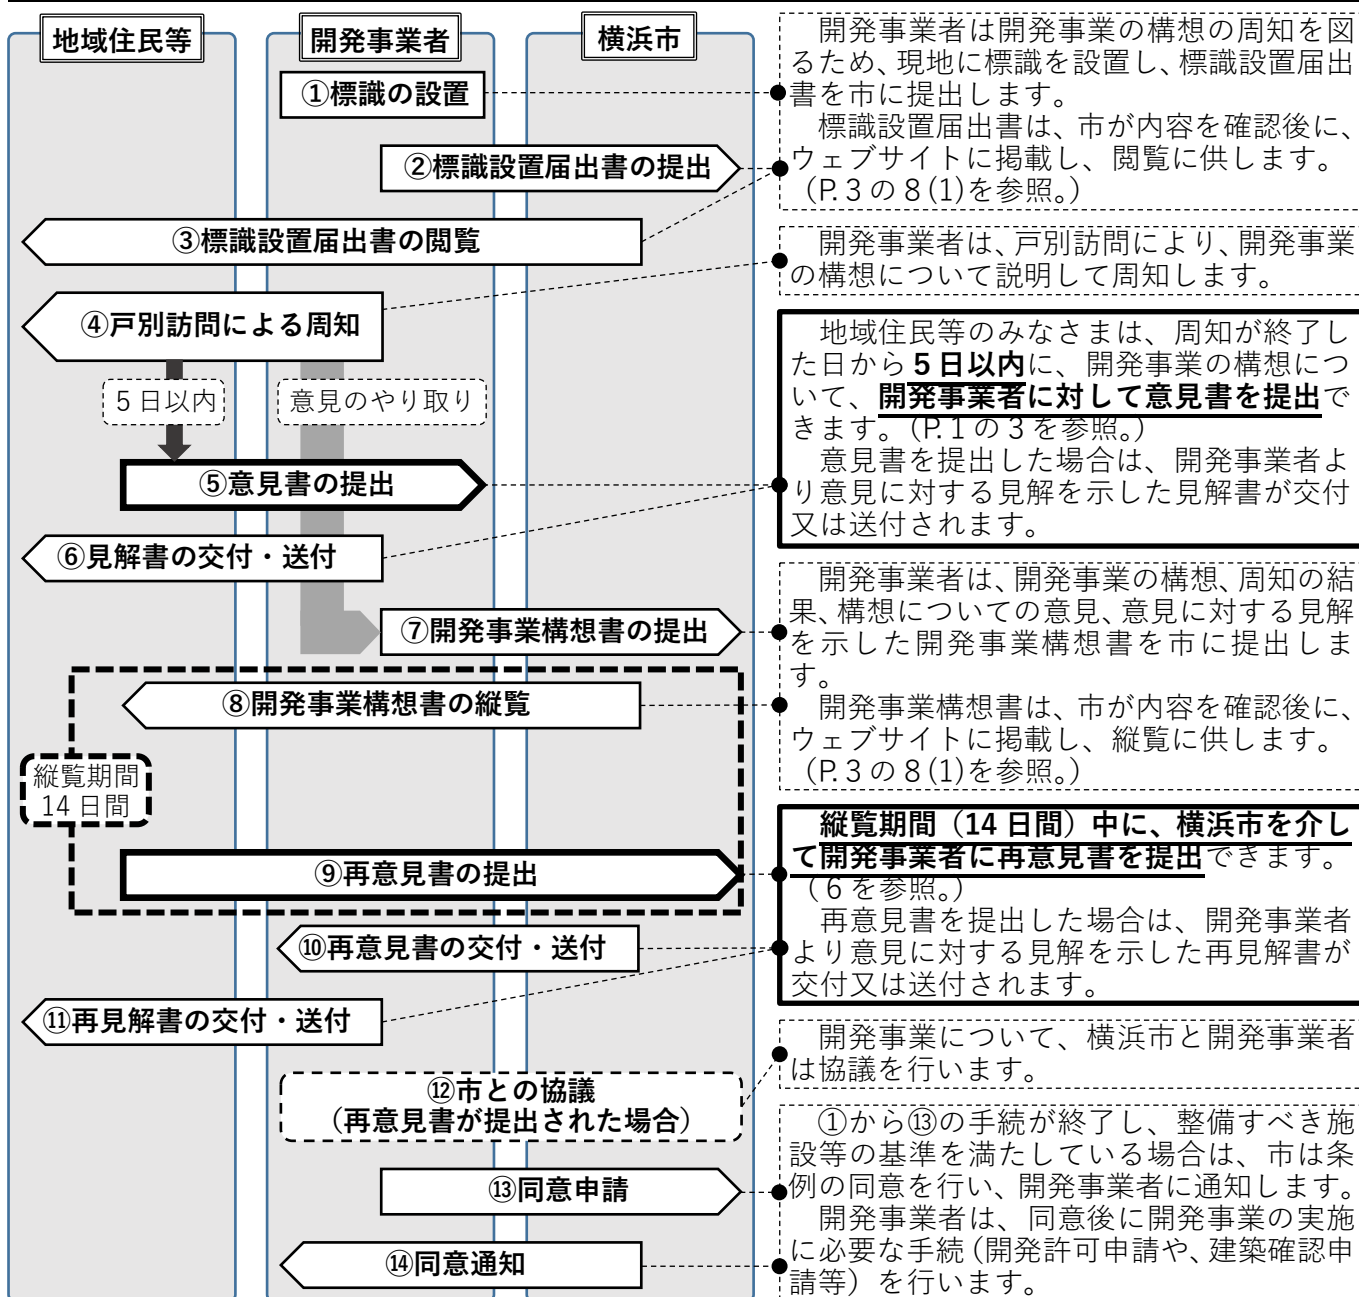 地域住民等
開発事業者
横浜市
①標識の設置
②標識設置届出書の提出
③標識設置届出書の閲覧
開発事業者は開発事業の構想の周知を図
るため、現地に標識を設置し、標識設置届出
書を市に提出します。
標識設置届出書は、市が内容を確認後に、
ウェブサイトに掲載し、閲覧に供します。
（P.3の8(1)を参照。）
④戸別訪問による周知
開発事業者は、戸別訪問により、開発事業
の構想について説明して周知します。
5日以内
意見のやり取り
⑤意見書の提出
⑥見解書の交付・送付
地域住民等のみなさまは、周知が終了し
た日から5日以内に、開発事業の構想につ
いて、開発事業者に対して意見書を提出で
きます。（P.1の3を参照。）
意見書を提出した場合は、開発事業者よ
り意見に対する見解を示した見解書が交付
又は送付されます。
⑦開発事業構想書の提出
⑧開発事業構想書の縦覧
開発事業者は、開発事業の構想、周知の結
果、構想についての意見、意見に対する見解
を示した開発事業構想書を市に提出しま
す。
開発事業構想書は、市が内容を確認後に、
ウェブサイトに掲載し、縦覧に供します。
（P.3の8(1)を参照。）
縦覧期間
14日間
⑨再意見書の提出
⑩再意見書の交付・送付
⑪再見解書の交付・送付
縦覧期間（14日間）中に、横浜市を介し
て開発事業者に再意見書を提出できます。
（6を参照。）
再意見書を提出した場合は、開発事業者
より意見に対する見解を示した再見解書が
交付又は送付されます。
⑫市との協議
（再意見書が提出された場合）
開発事業について、横浜市と開発事業者
は協議を行います。
⑬同意申請
⑭同意通知
①から⑬の手続が終了し、整備すべき施
設等の基準を満たしている場合は、市は条
例の同意を行い、開発事業者に通知します。
開発事業者は、同意後に開発事業の実施
に必要な手続（開発許可申請や、建築確認申
請等）を行います。